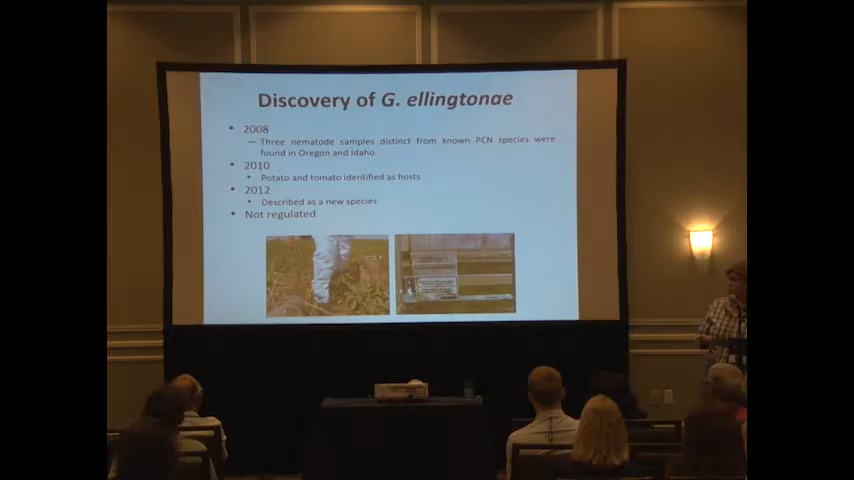 Discovery of G. ellingtonae
• 2008
– Three nematode samples distinct from known PCN species were
found in Oregon and Idaho
• 2010
• Potato and tomato identified as hosts
• 2012
• Described as a new species
• Not regulated